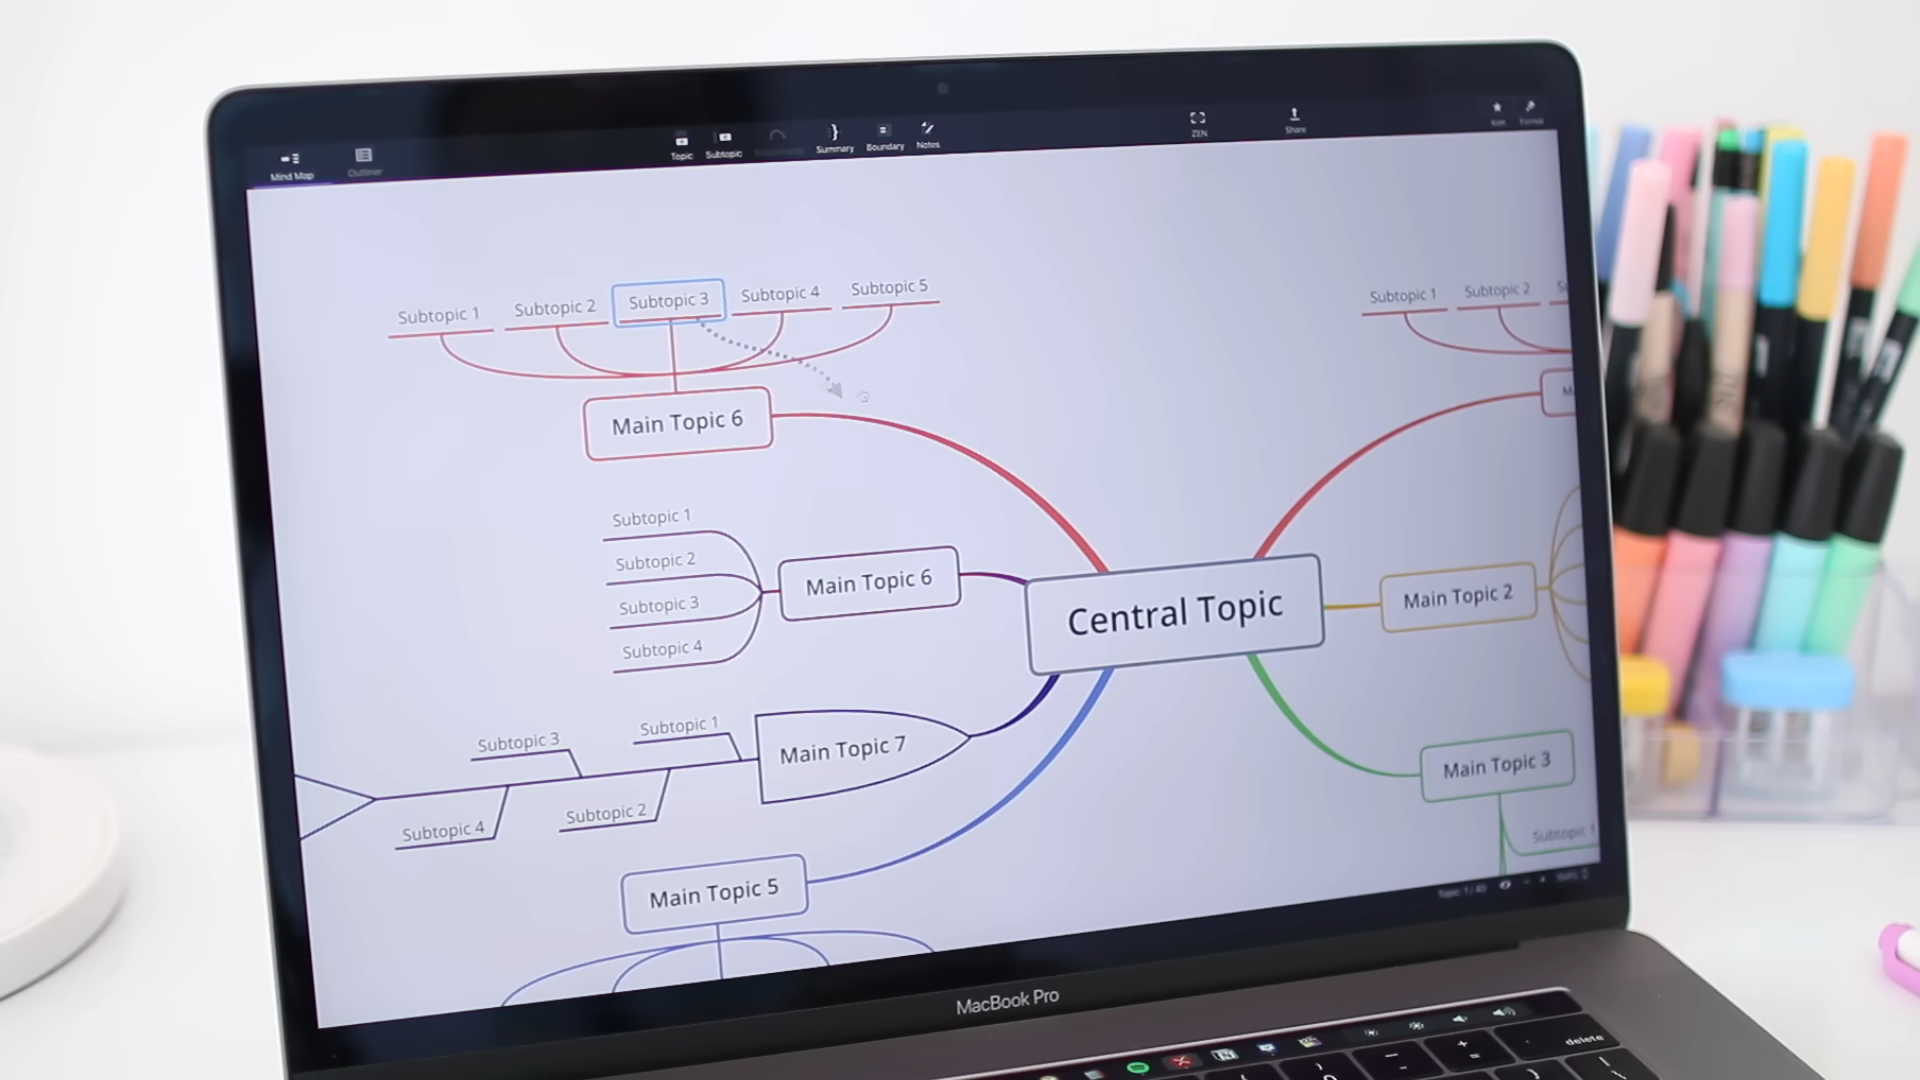 Mind Map
Outliner
Topic
Subtopic
Summary
Boundary
Notes
ZEN
Share
Format
Subtopic 1
Subtopic 2
Subtopic 3
Subtopic 4
Subtopic 5
Main Topic 6
Subtopic 1
Subtopic 2
Subtopic 1
Subtopic 2
Subtopic 3
Subtopic 4
Main Topic 6
Central Topic
Main Topic 2
Subtopic 3
Subtopic 1
Main Topic 7
Subtopic 4
Subtopic 2
Main Topic 3
Subtopic 1
Main Topic 5
MacBook Pro
delete